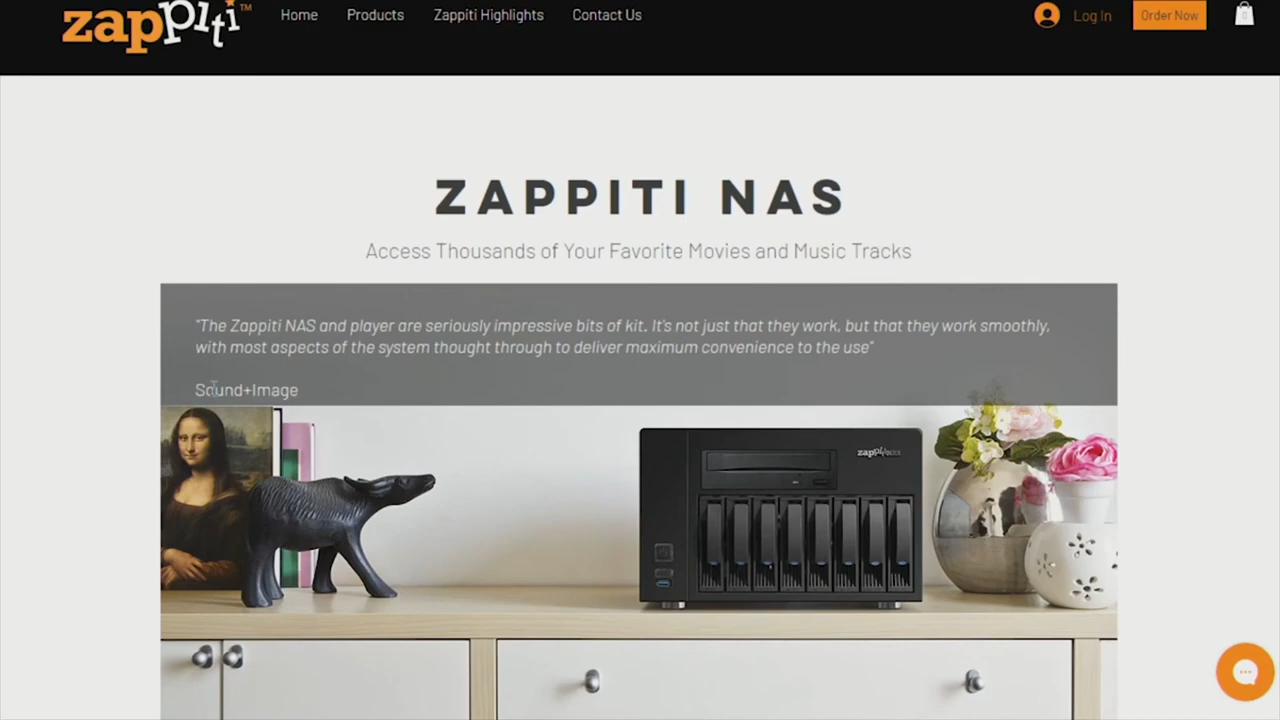 zappiti™
Home
Products
Zappiti Highlights
Contact Us
Log In
Order Now
0
ZAPPITI NAS
Access Thousands of Your Favorite Movies and Music Tracks
"The Zappiti NAS and player are seriously impressive bits of kit. It's not just that they work, but that they work smoothly,
with most aspects of the system thought through to deliver maximum convenience to the use"
Sound+Image
zappiti NAS